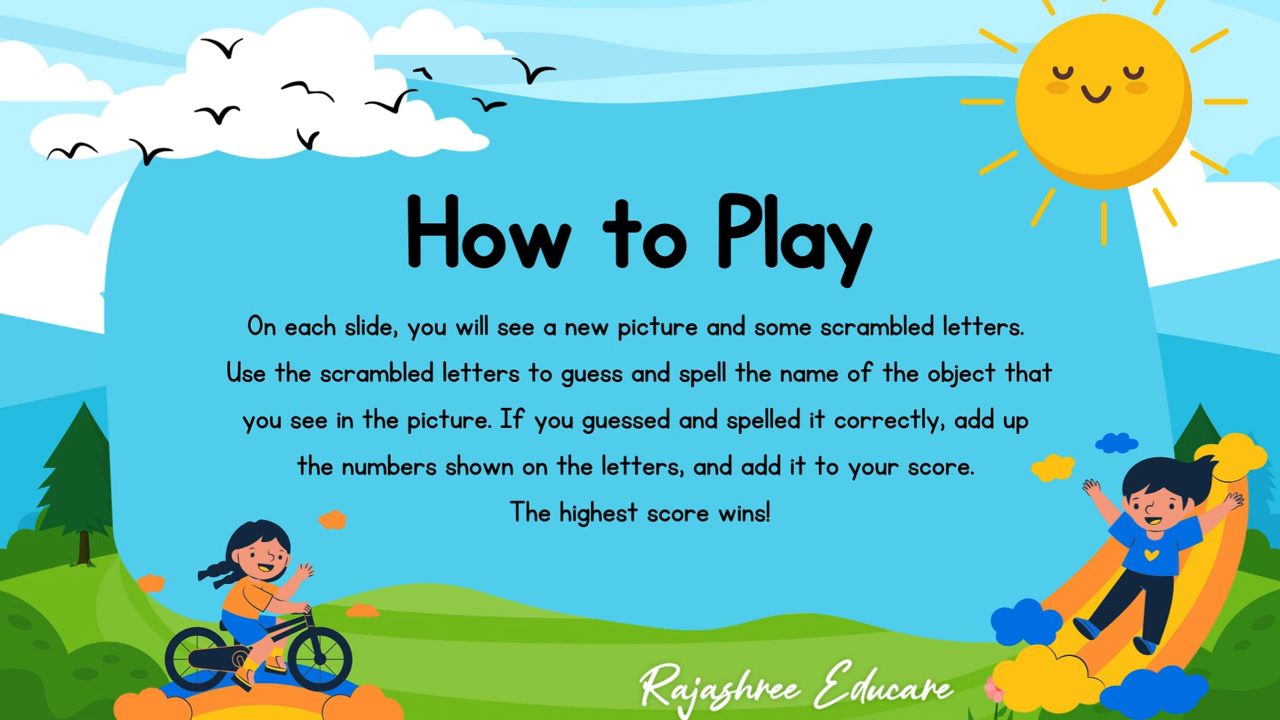 How to Play
On each slide, you will see a new picture and some scrambled letters.
Use the scrambled letters to guess and spell the name of the object that
you see in the picture. If you guessed and spelled it correctly, add up
the numbers shown on the letters, and add it to your score.
The highest score wins!
Rajashree Educare